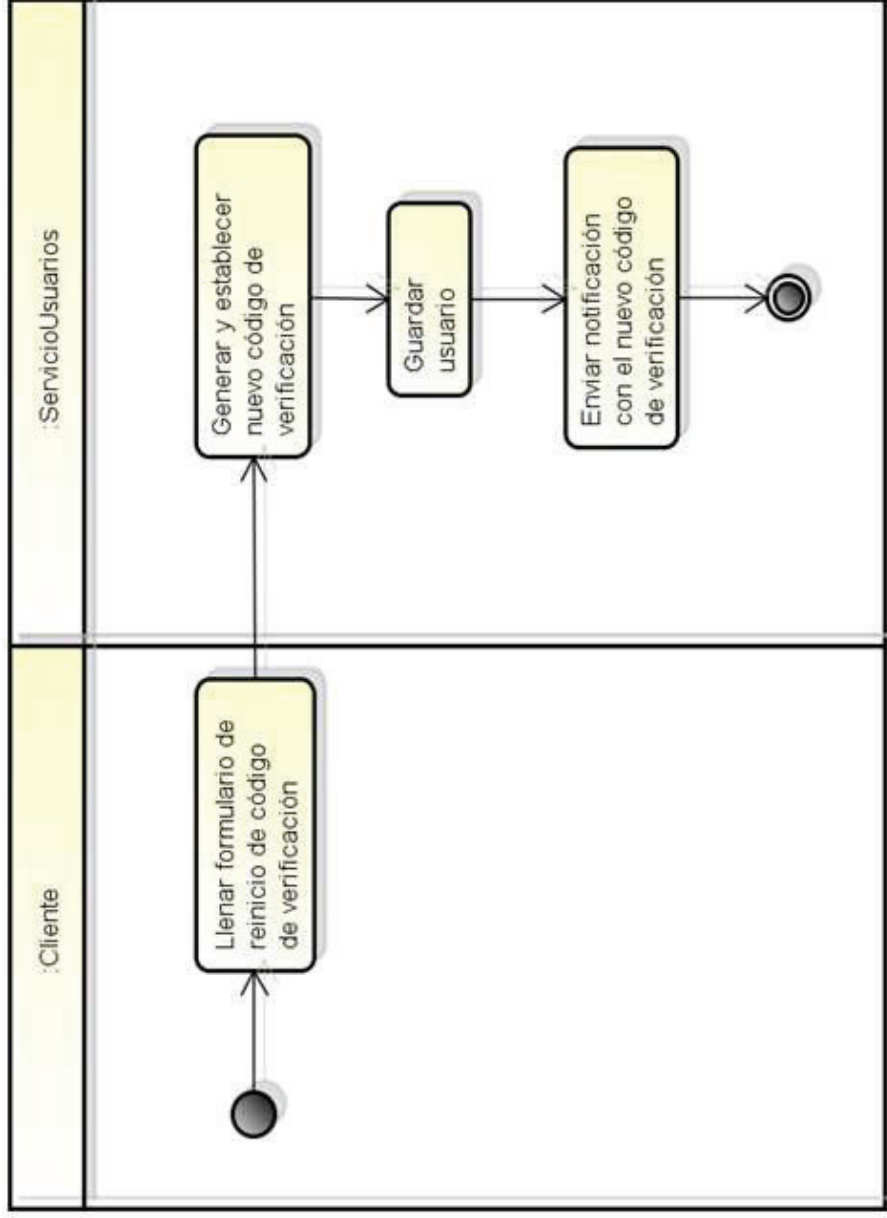 :Cliente
:ServicioUsuarios
Llenar formulario de
reinicio de código
de verificación
Generar y establecer
nuevo código de
verificación
Guardar
usuario
Enviar notificación
con el nuevo código
de verificación